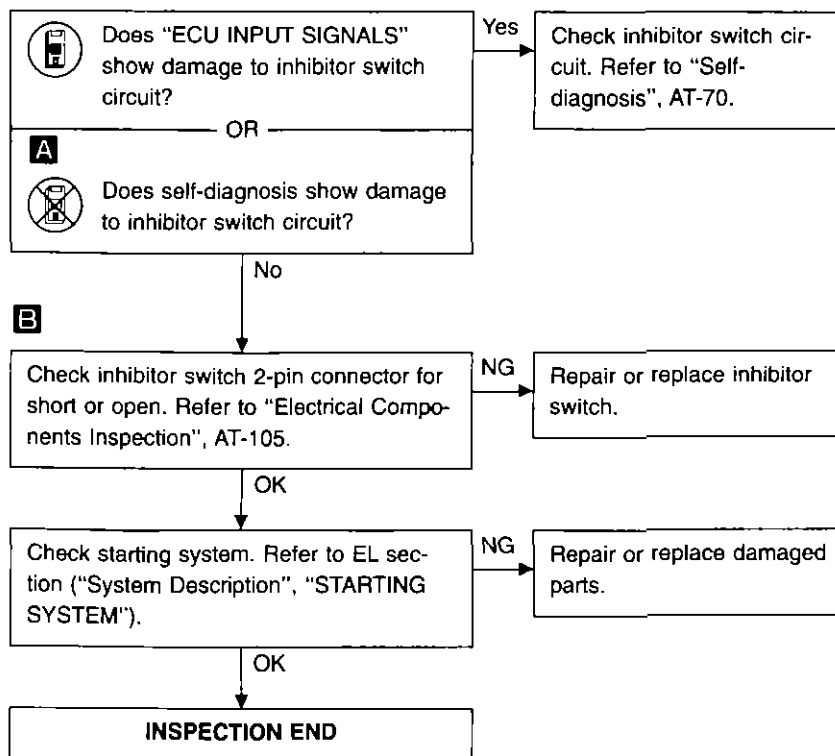 Does “ECU INPUT SIGNALS”
show damage to inhibitor switch
circuit?
Yes
Check inhibitor switch cir-
cuit. Refer to “Self-
diagnosis”, AT-70.
OR
A
Does self-diagnosis show damage
to inhibitor switch circuit?
No
B
Check inhibitor switch 2-pin connector for
short or open. Refer to “Electrical Compo-
nents Inspection”, AT-105.
NG
Repair or replace inhibitor
switch.
OK
Check starting system. Refer to EL sec-
tion (“System Description”, “STARTING
SYSTEM”).
NG
Repair or replace damaged
parts.
OK
INSPECTION END